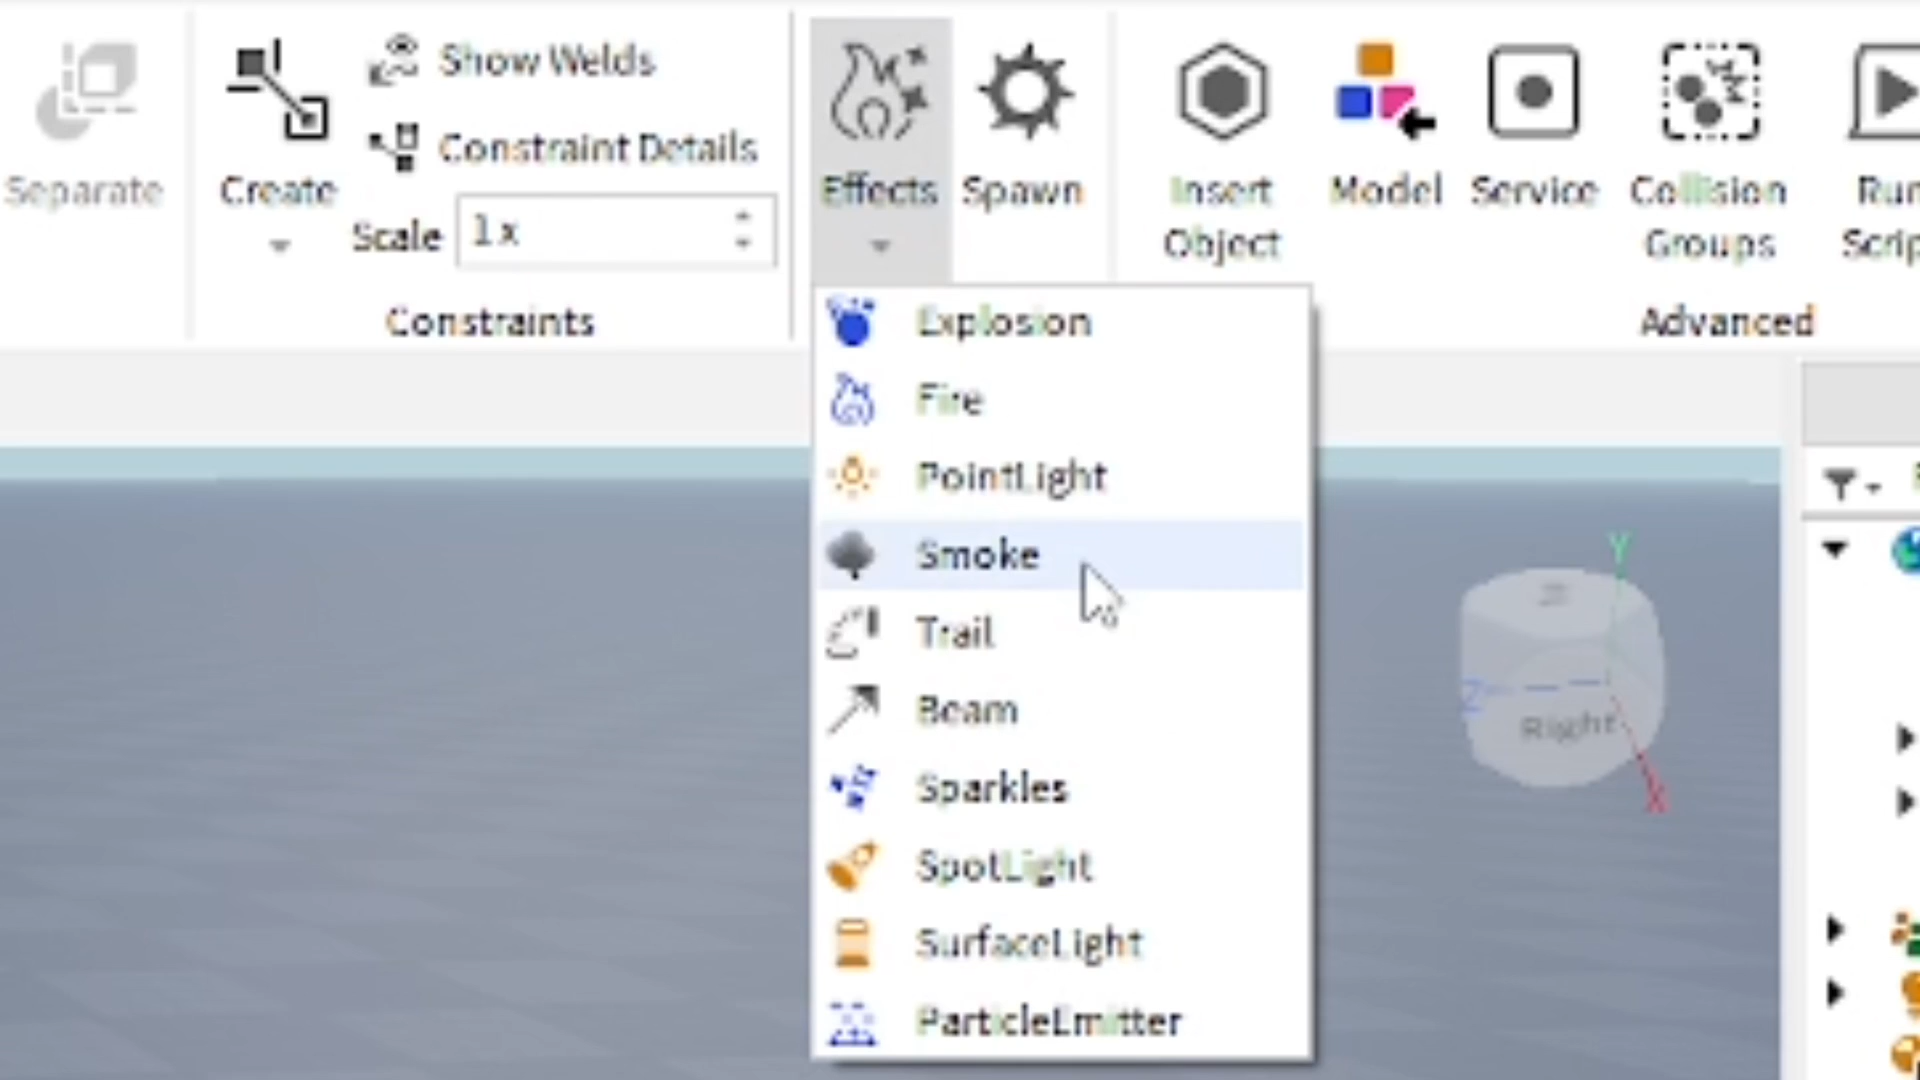 Separate
Create
Show Welds
Constraint Details
Scale
1x
Constraints
Effects
Spawn
Insert
Object
Model
Service
Collision
Groups
Advanced
Explosion
Fire
PointLight
Smoke
Trail
Beam
Sparkles
SpotLight
SurfaceLight
ParticleEmitter
Y
Z
Right
X